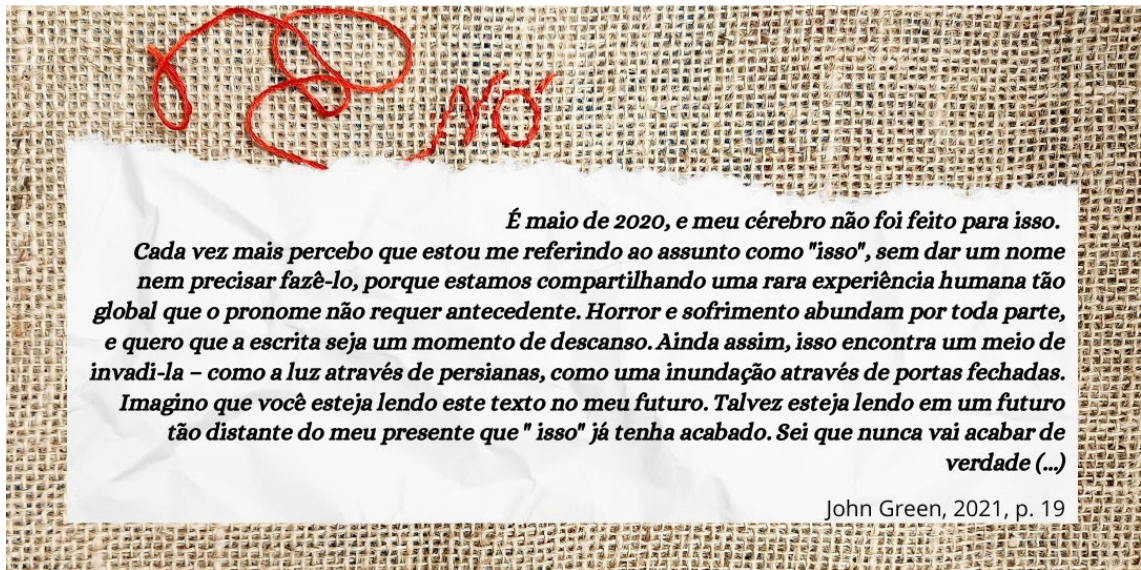 NÓ
É maio de 2020, e meu cérebro não foi feito para isso.
Cada vez mais percebo que estou me referindo ao assunto como "isso", sem dar um nome
nem precisar fazê-lo, porque estamos compartilhando uma rara experiência humana tão
global que o pronome não requer antecedente. Horror e sofrimento abundam por toda parte,
e quero que a escrita seja um momento de descanso. Ainda assim, isso encontra um meio de
invadi-la – como a luz através de persianas, como uma inundação através de portas fechadas.
Imagino que você esteja lendo este texto no meu futuro. Talvez esteja lendo em um futuro
tão distante do meu presente que " isso" já tenha acabado. Sei que nunca vai acabar de
verdade (...)
John Green, 2021, p. 19